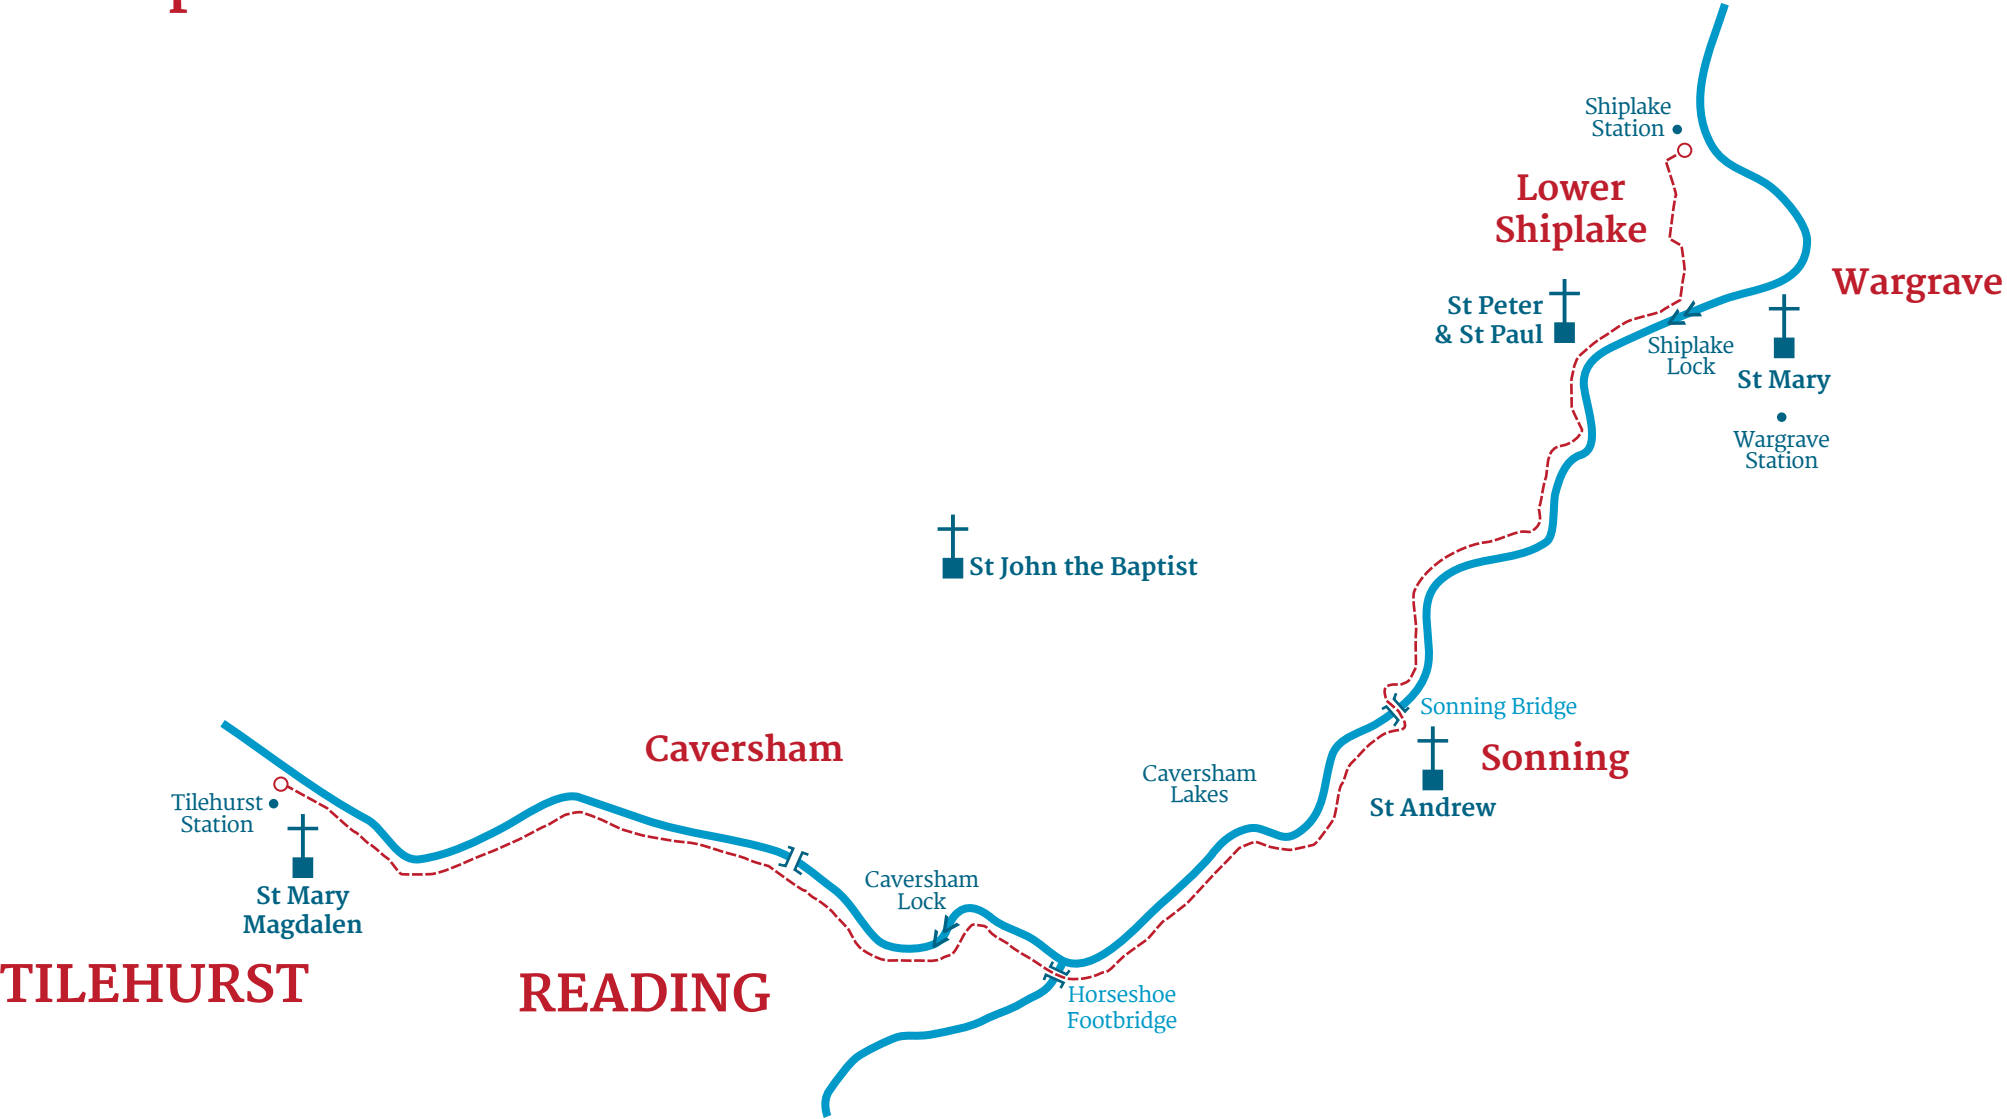 Shiplake
Station
Lower
Shiplake
Wargrave
St Peter
& St Paul
Shiplake
Lock
St Mary
Wargrave
Station
St John the Baptist
Sonning Bridge
Sonning
St Andrew
Caversham
Lakes
Caversham
Tilehurst
Station
St Mary
Magdalen
Caversham
Lock
TILEHURST
READING
Horseshoe
Footbridge